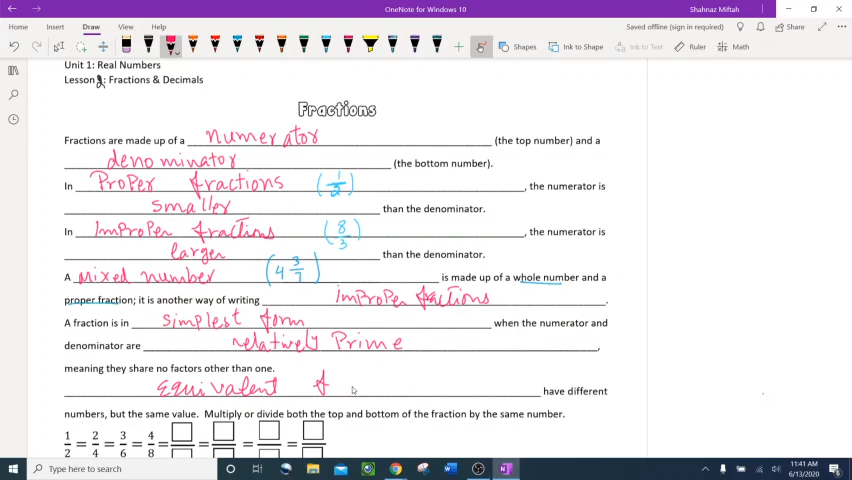 OneNote for Windows 10
Shahnaz Miftah
Home Insert Draw View Help
Saved offline (sign in required) Share
Shapes Ink to Shape Ink to Text Ruler Math
Unit 1: Real Numbers
Lesson 2: Fractions & Decimals
Fractions
Fractions are made up of a numerator (the top number) and a
denominator (the bottom number).
In Proper fractions (1/2), the numerator is
smaller than the denominator.
In Improper fractions (8/3), the numerator is
larger than the denominator.
A mixed number (4 3/7) is made up of a whole number and a
proper fraction; it is another way of writing improper fractions.
A fraction is in simplest form when the numerator and
denominator are relatively Prime,
meaning they share no factors other than one.
Equivalent f have different
numbers, but the same value. Multiply or divide both the top and bottom of the fraction by the same number.
1/2 = 2/4 = 3/6 = 4/8 = □/□ = □/□ = □/□ = □/□
Type here to search
11:41 AM
6/13/2020